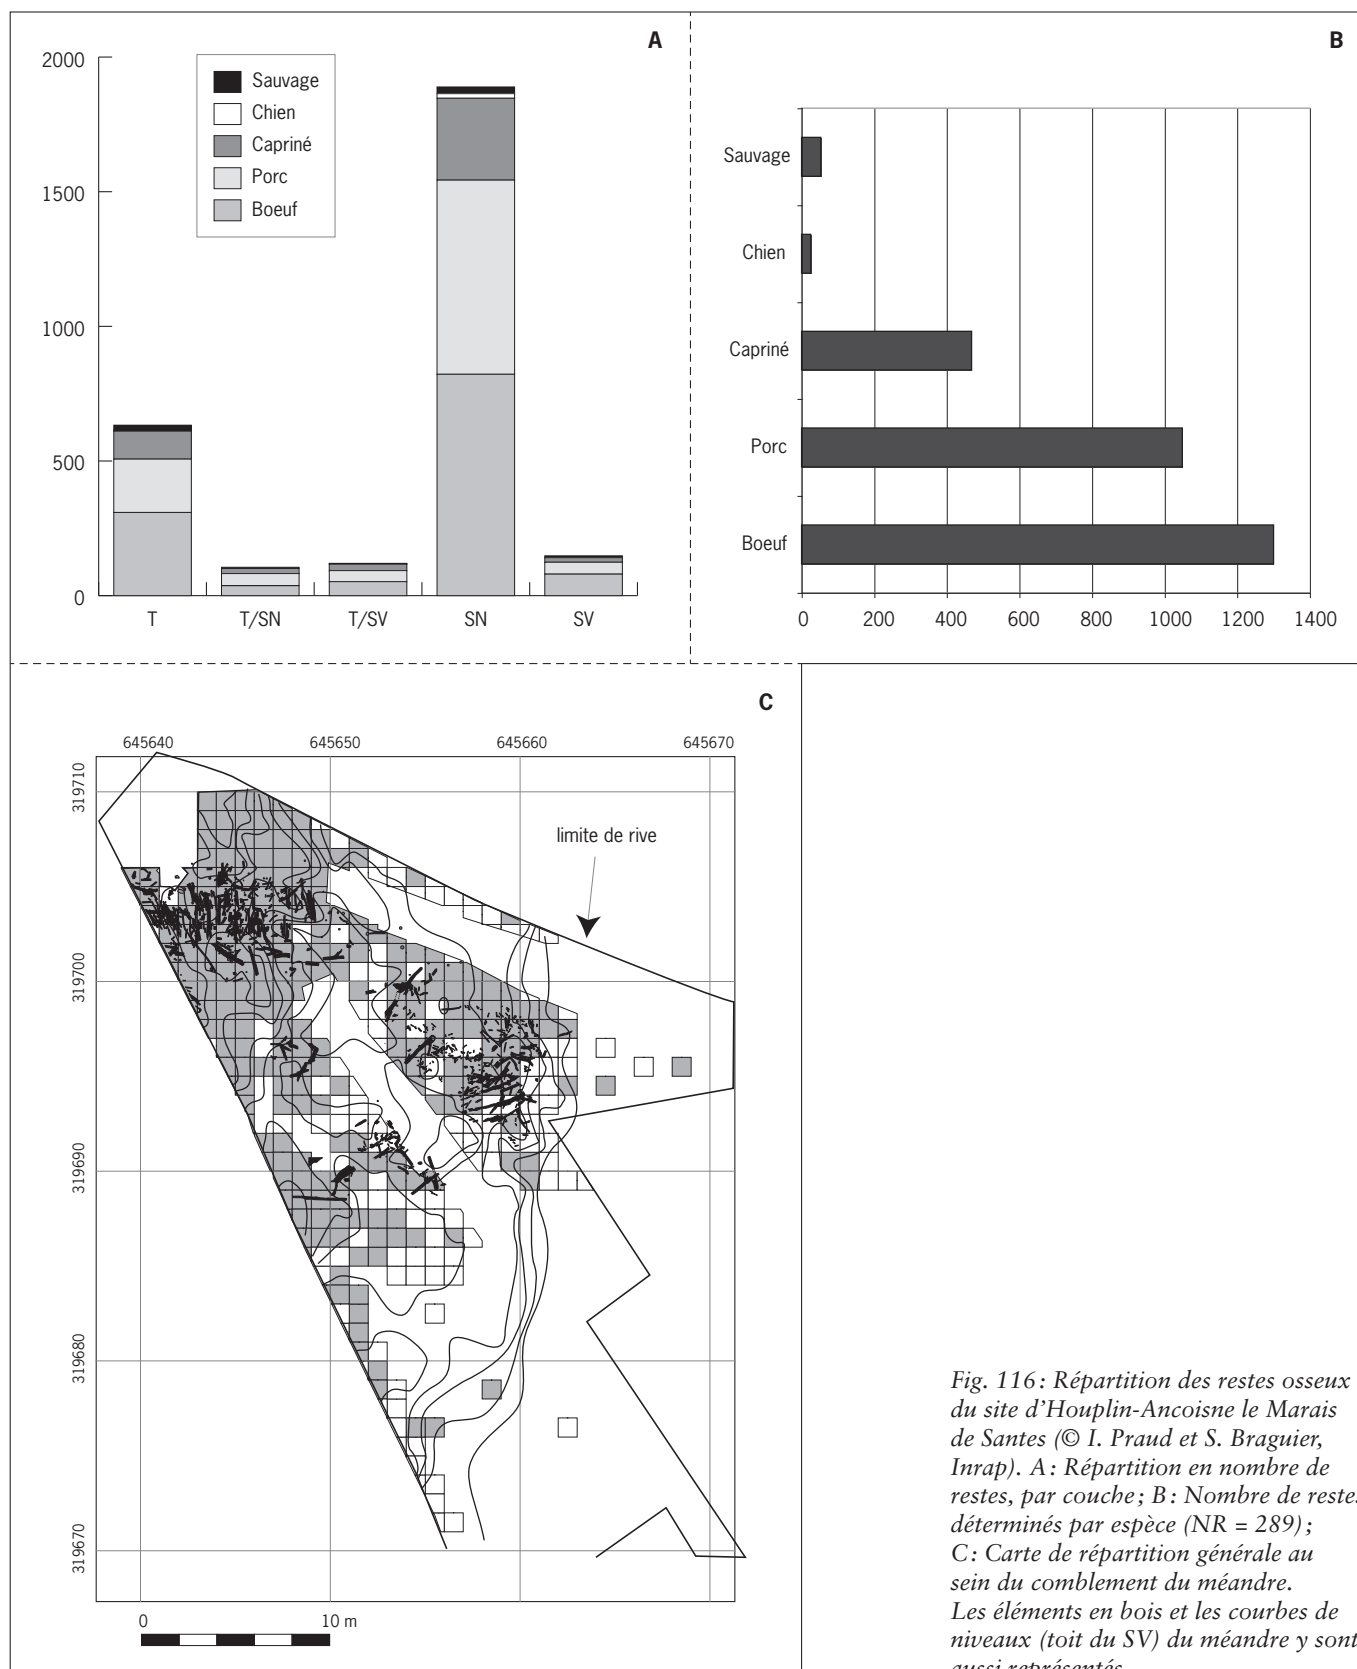 A
2000
1500
1000
500
0
Sauvage
Chien
Capriné
Porc
Boeuf
T
T/SN
T/SV
SN
SV
B
Sauvage
Chien
Capriné
Porc
Boeuf
0 200 400 600 800 1000 1200 1400
C
645640 645650 645660 645670
319710
319700
319690
319680
319670
limite de rive
0 10 m
Fig. 116 : Répartition des restes osseux
du site d'Houplin-Ancoisne le Marais
de Santes (© I. Praud et S. Braguier,
Inrap). A : Répartition en nombre de
restes, par couche ; B : Nombre de restes
déterminés par espèce (NR = 289) ;
C : Carte de répartition générale au
sein du comblement du méandre.
Les éléments en bois et les courbes de
niveaux (toit du SV) du méandre y sont
aussi représentés